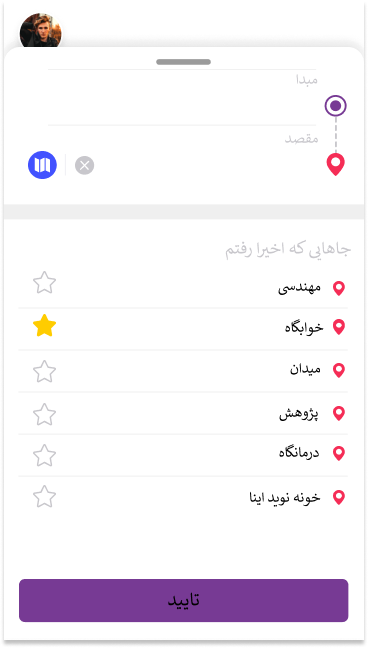 مبدا
مقصد
جاهایی که اخیرا رفتم
مهندسی
خوابگاه
میدان
پژوهش
درمانگاه
خونه نوید اینا
تایید